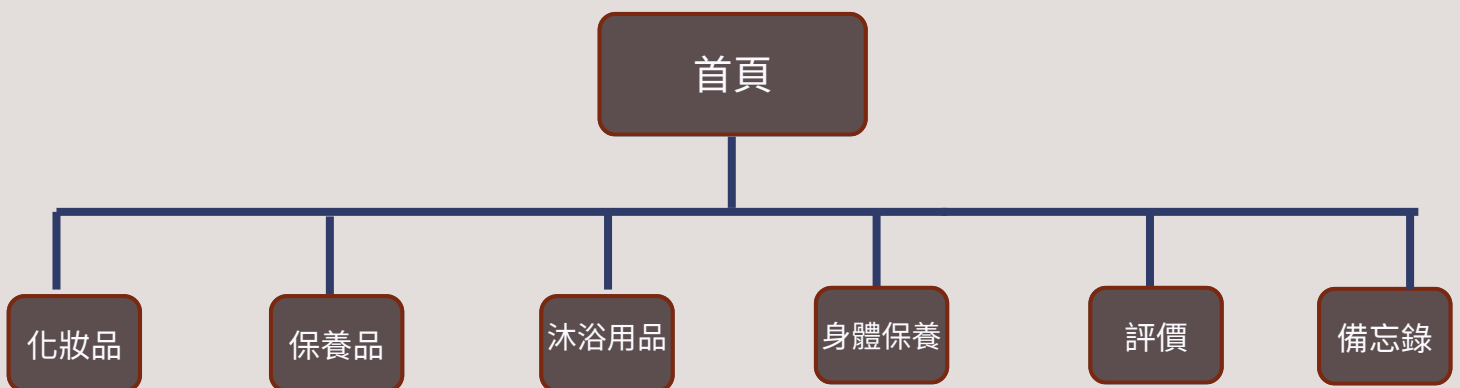 首頁
化妝品
保養品
沐浴用品
身體保養
評價
備忘錄